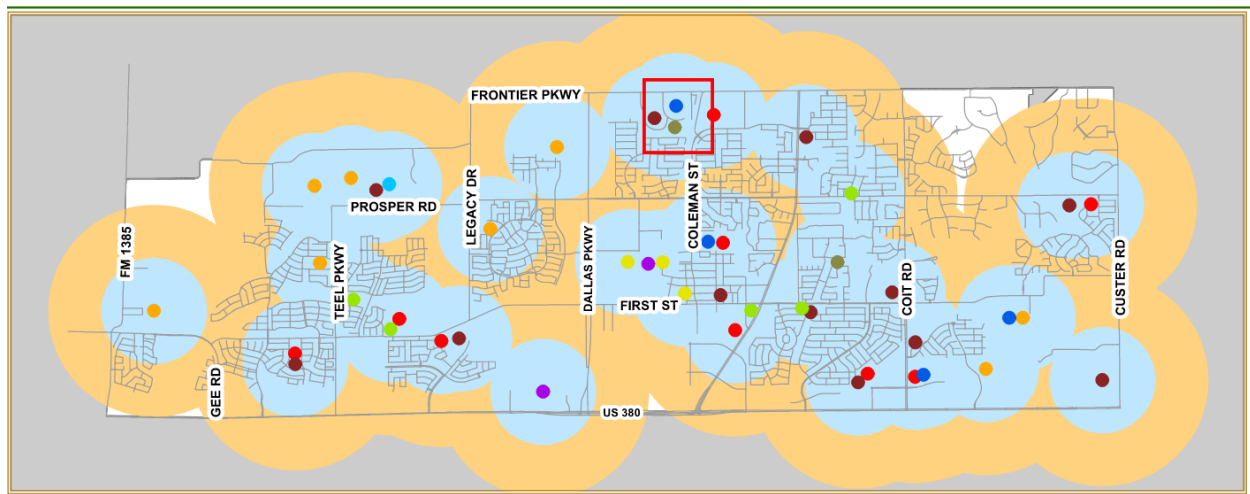 FRONTIER PKWY
PROSPER RD
LEGACY DR
COLEMAN ST
FM 1385
TEEL PKWY
DALLAS PKWY
FIRST ST
COIT RD
CUSTER RD
GEE RD
US 380